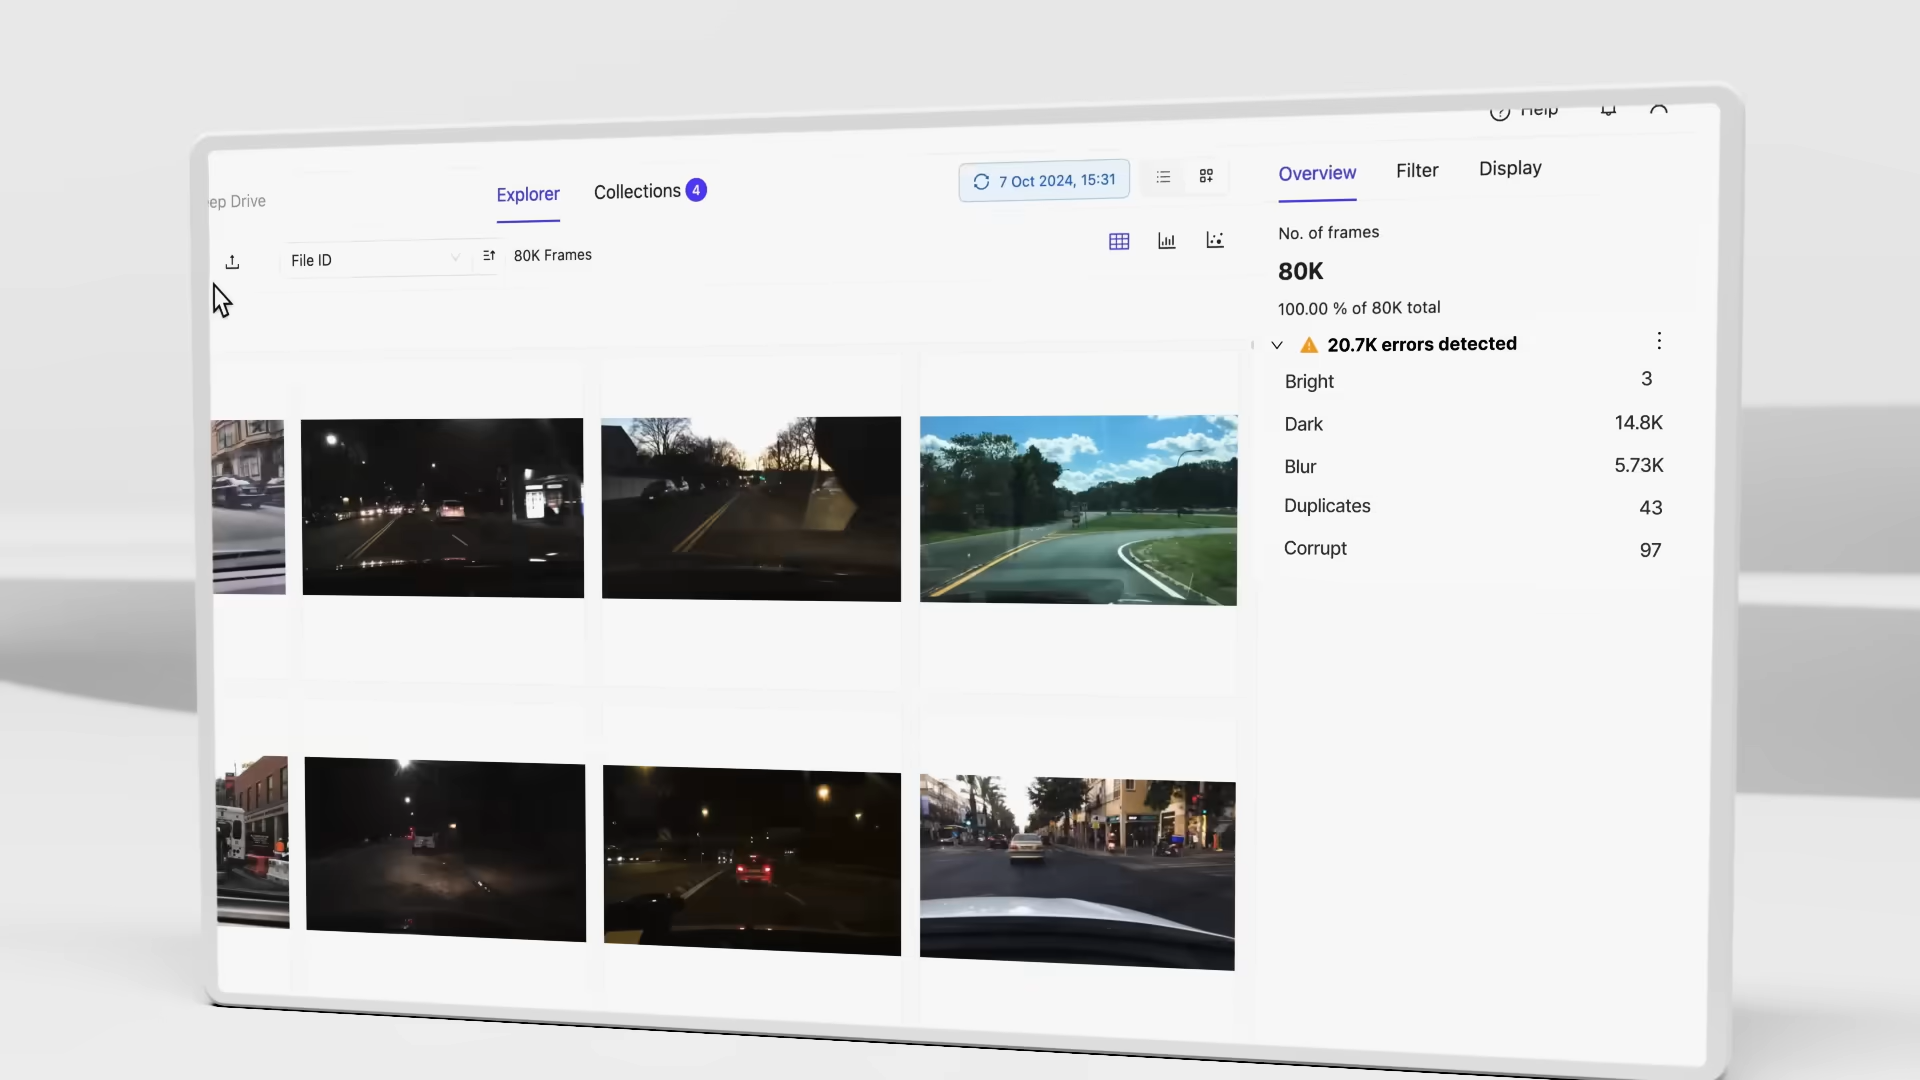 Help
ep Drive
Explorer
Collections 4
7 Oct 2024, 15:31
Overview
Filter
Display
File ID
80K Frames
No. of frames
80K
100.00 % of 80K total
20.7K errors detected
Bright 3
Dark 14.8K
Blur 5.73K
Duplicates 43
Corrupt 97